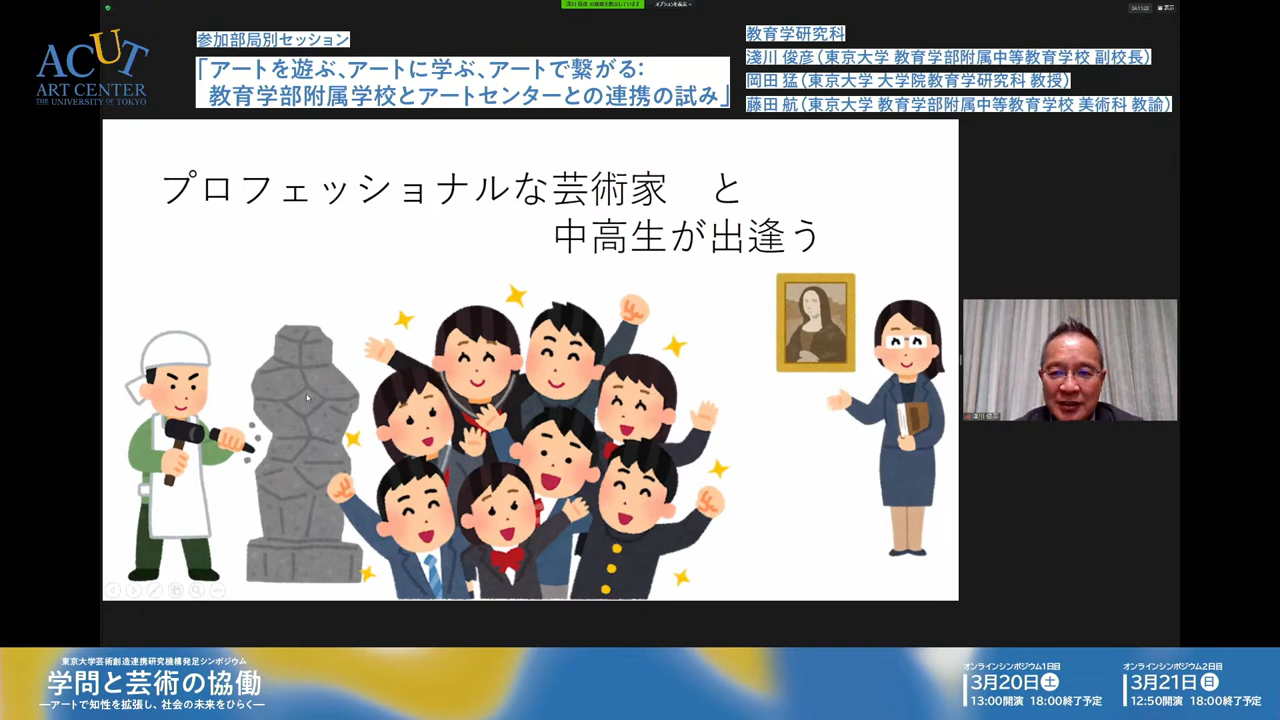 ACUT
ART CENTER
THE UNIVERSITY OF TOKYO
参加部局別セッション
「アートを遊ぶ、アートに学ぶ、アートで繋がる:
教育学部附属学校とアートセンターとの連携の試み」
教育学研究科
淺川 俊彦(東京大学 教育学部附属中等教育学校 副校長)
岡田 猛(東京大学 大学院教育学研究科 教授)
藤田 航(東京大学 教育学部附属中等教育学校 美術科 教諭)
オプションを表示
表示
プロフェッショナルな芸術家 と
中高生が出逢う
東京大学芸術創造連携研究機構発足シンポジウム
学問と芸術の協働
―アートで知性を拡張し、社会の未来をひらく―
オンラインシンポジウム1日目
3月20日 土
13:00開演 18:00終了予定
オンラインシンポジウム2日目
3月21日 日
12:50開演 18:00終了予定